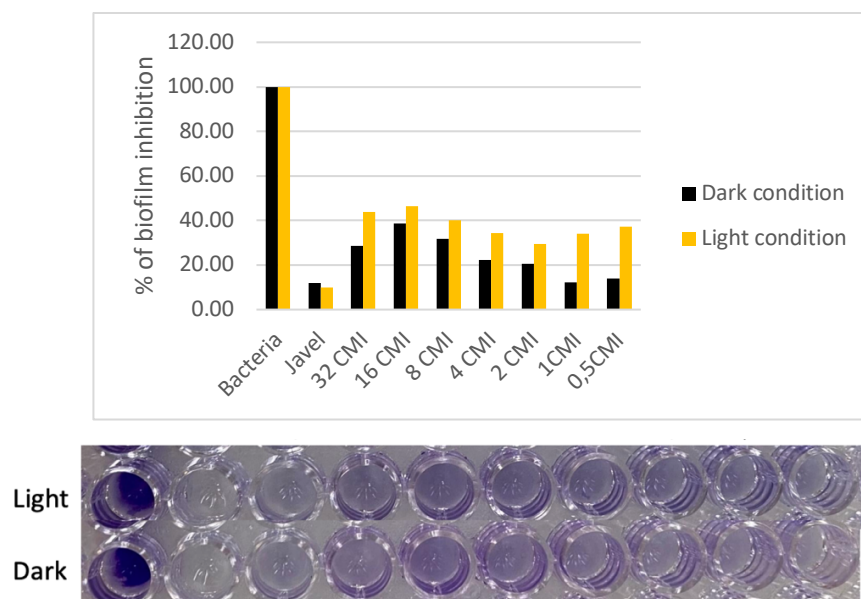 120.00
100.00
80.00
60.00
40.00
20.00
0.00
% of biofilm inhibition
Bacteria
Javel
32 CMI
16 CMI
8 CMI
4 CMI
2 CMI
1CMI
0,5CMI
Dark condition
Light condition
Light
Dark